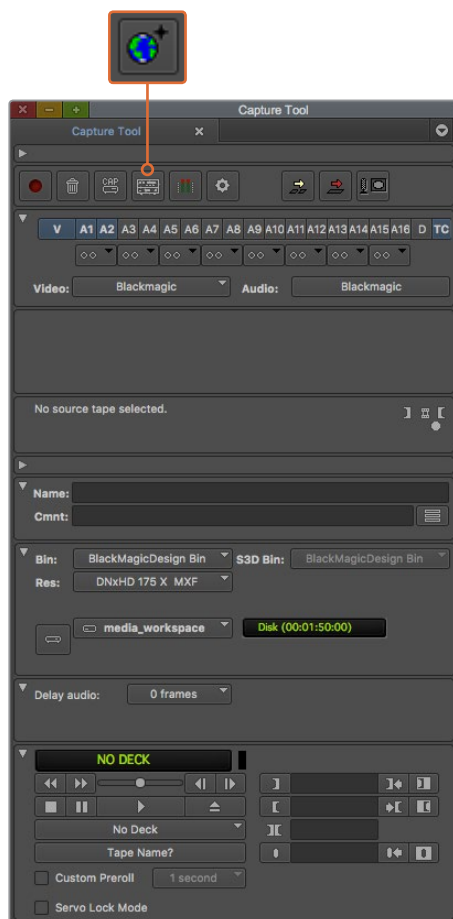 Capture Tool
Capture Tool
CAP
V A1 A2 A3 A4 A5 A6 A7 A8 A9 A10 A11 A12 A13 A14 A15 A16 D TC
Video: Blackmagic Audio: Blackmagic
No source tape selected.
Name:
Cmnt:
Bin: BlackMagicDesign Bin S3D Bin: BlackMagicDesign Bin
Res: DNxHD 175 X MXF
media_workspace Disk (00:01:50:00)
Delay audio: 0 frames
NO DECK
No Deck
Tape Name?
Custom Preroll 1 second
Servo Lock Mode